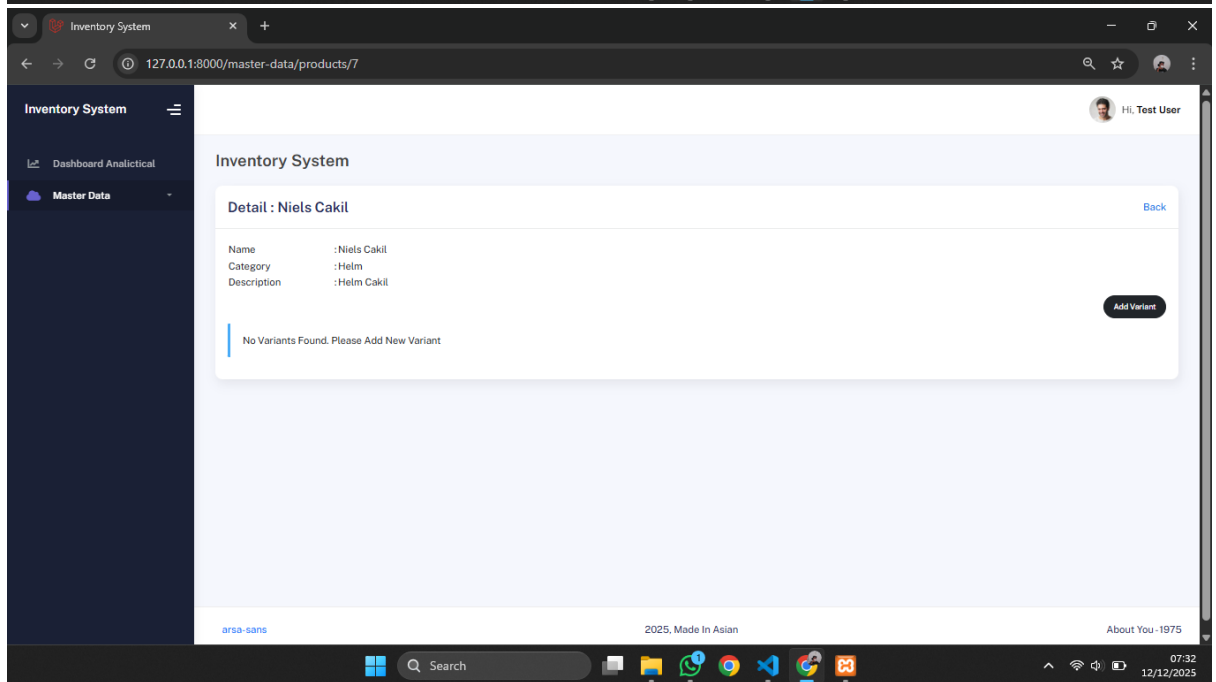 Inventory System
127.0.0.1:8000/master-data/products/7
Inventory System
Hi, Test User
Dashboard Analictical
Master Data
Inventory System
Detail : Niels Cakil
Back
Name : Niels Cakil
Category : Helm
Description : Helm Cakil
Add Variant
No Variants Found. Please Add New Variant
arsa-sans
2025, Made In Asian
About You - 1975
Search
1
07:32
12/12/2025